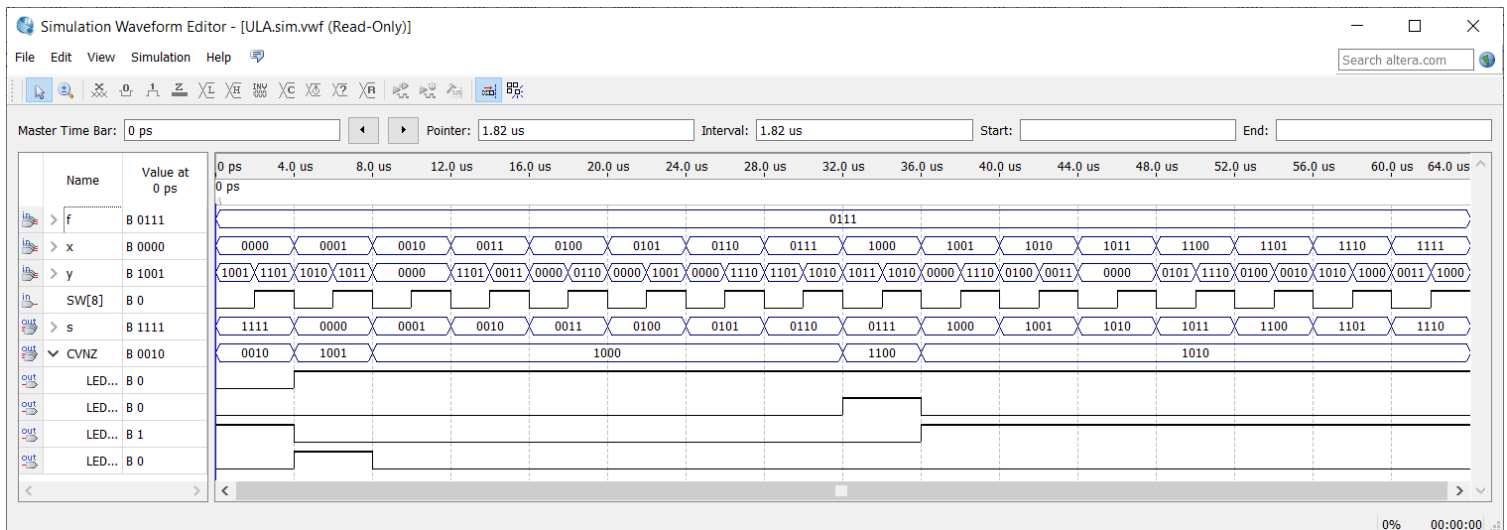 Simulation Waveform Editor - [ULA.sim.vwf (Read-Only)]
File Edit View Simulation Help
Search altera.com
Master Time Bar: 0 ps Pointer: 1.82 us Interval: 1.82 us Start: End:
Name Value at 0 ps
0 ps 4.0 us 8.0 us 12.0 us 16.0 us 20.0 us 24.0 us 28.0 us 32.0 us 36.0 us 40.0 us 44.0 us 48.0 us 52.0 us 56.0 us 60.0 us 64.0 us
0 ps
f B 0111 0111
x B 0000 0000 0001 0010 0011 0100 0101 0110 0111 1000 1001 1010 1011 1100 1101 1110 1111
y B 1001 1001 1101 1010 1011 0000 1101 0011 0000 0110 0000 1001 0000 1110 1101 1010 1011 1010 0000 1110 0100 0011 0000 0101 1110 0100 0010 1010 1000 0011 1000
SW[8] B 0
s B 1111 1111 0000 0001 0010 0011 0100 0101 0110 0111 1000 1001 1010 1011 1100 1101 1110
CVNZ B 0010 0010 1001 1000 1100 1010
LED... B 0
LED... B 0
LED... B 1
LED... B 0
0% 00:00:00